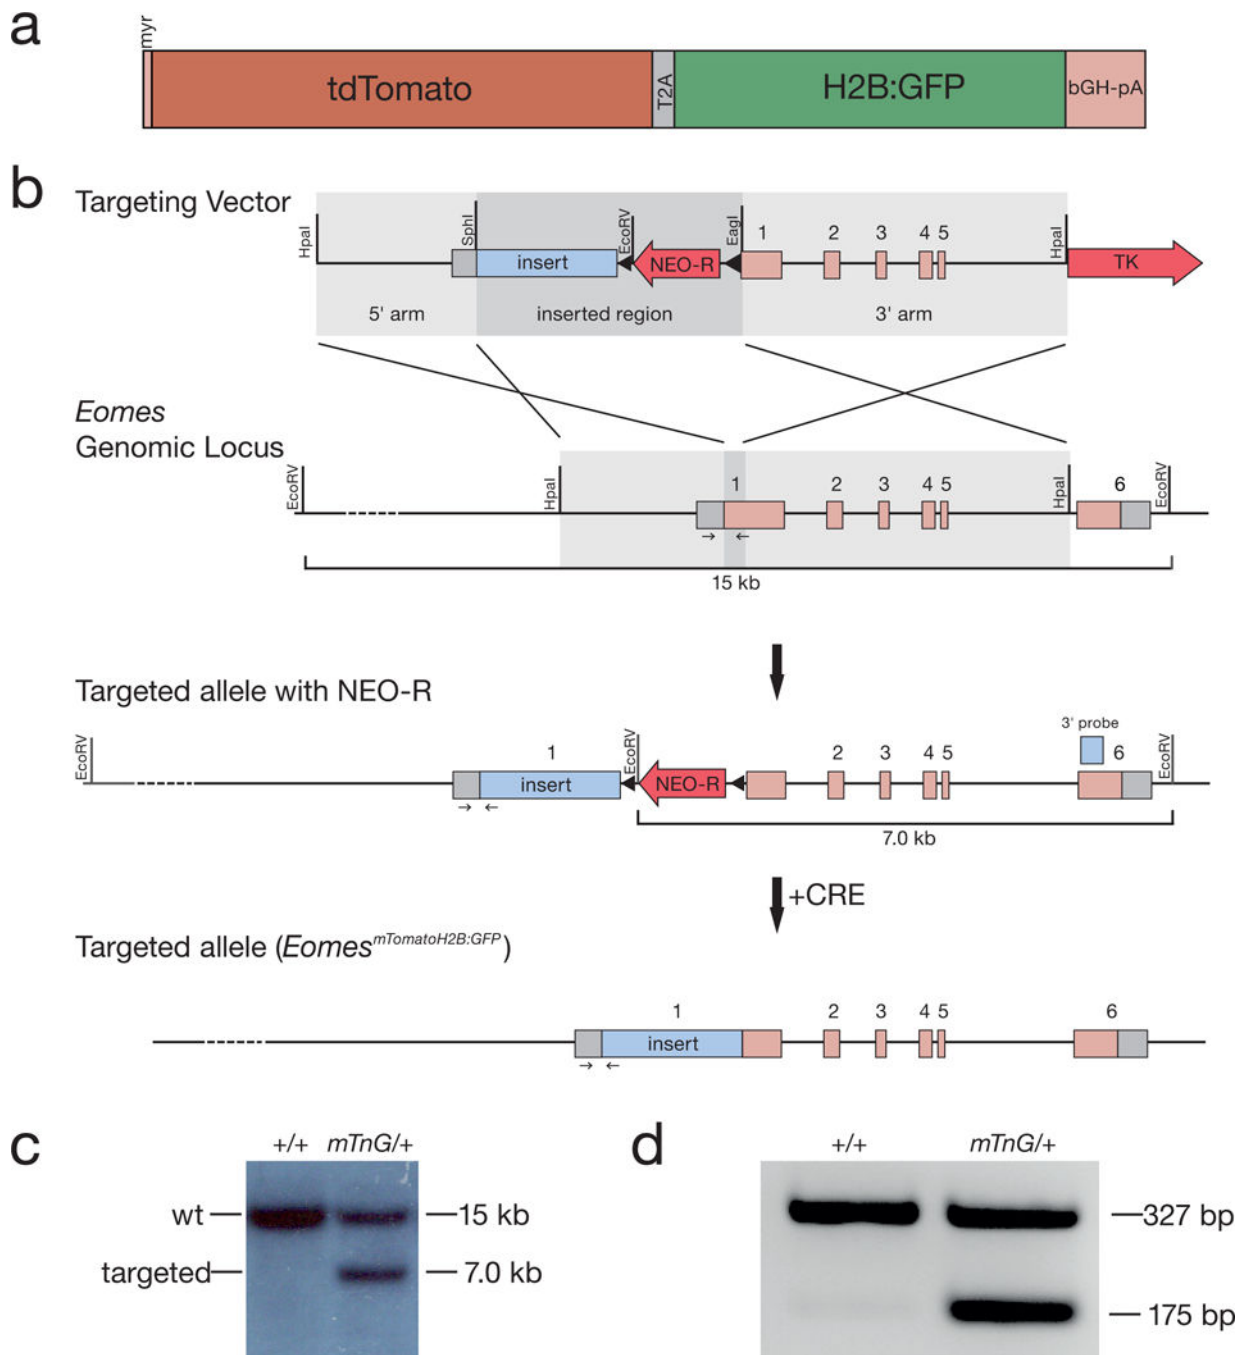 a
myr
tdTomato
T2A
H2B:GFP
bGH-pA
b
Targeting Vector
HpaI
SphI
EcoRV
EagI
1
2
3
4 5
HpaI
insert
NEO-R
TK
5' arm
inserted region
3' arm
Eomes
Genomic Locus
EcoRV
HpaI
1
2
3
4 5
HpaI
6
EcoRV
15 kb
Targeted allele with NEO-R
3' probe
EcoRV
1
EcoRV
2
3
4 5
6
EcoRV
insert
NEO-R
7.0 kb
+CRE
Targeted allele (Eomes^mTomatoH2B:GFP)
1
2
3
4 5
6
insert
c
+/+ mTnG/+
wt
15 kb
targeted
7.0 kb
d
+/+ mTnG/+
327 bp
175 bp